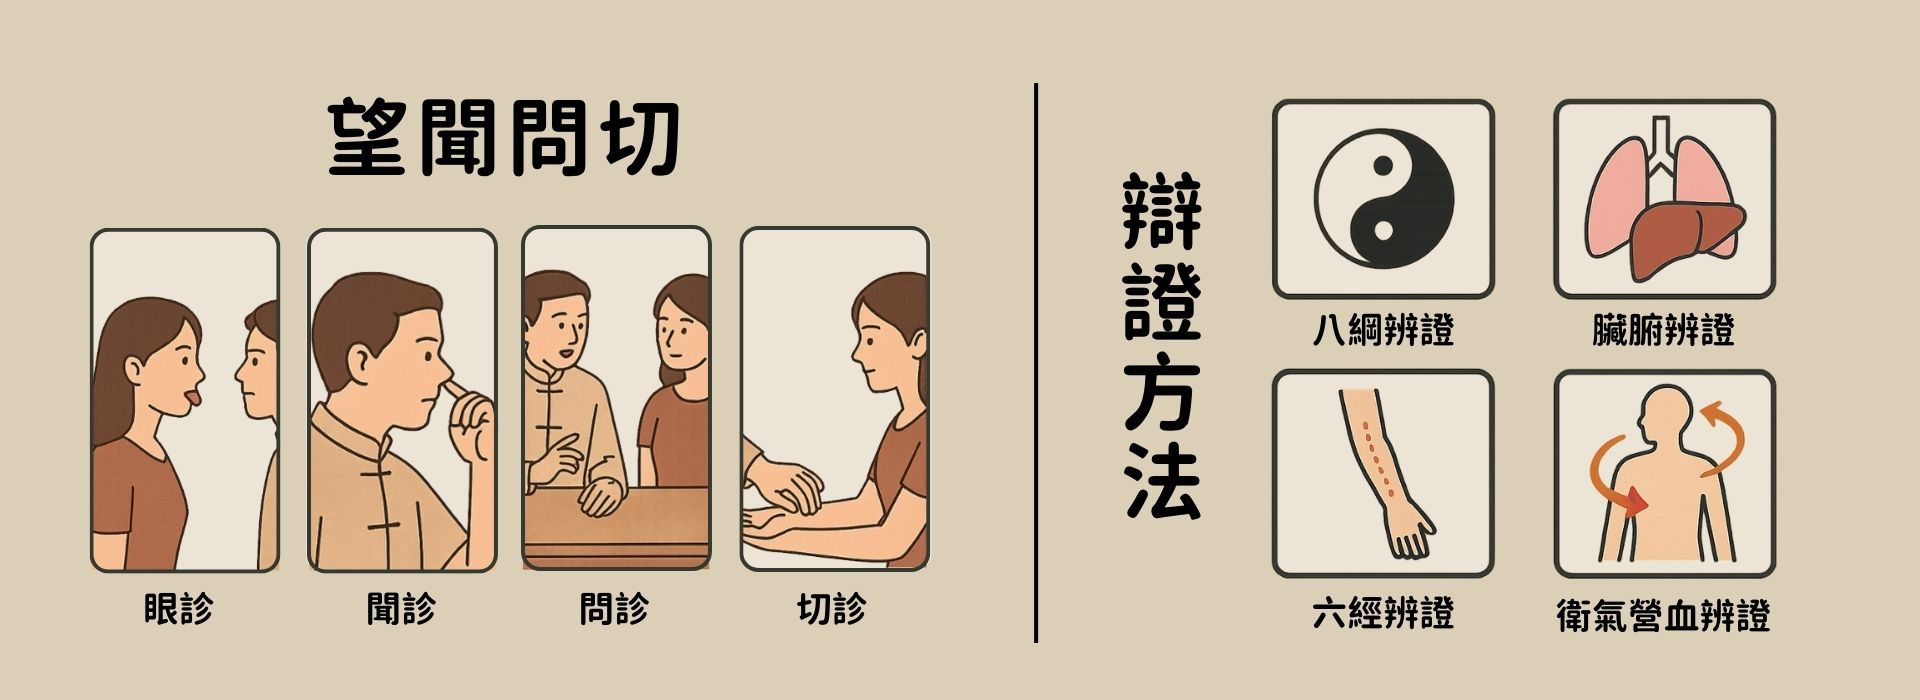 望聞問切
眼診
聞診
問診
切診
辯證方法
八綱辨證
臟腑辨證
六經辨證
衛氣營血辨證